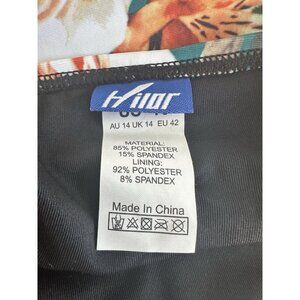 Hilor
AU 14 UK 14 EU 42
MATERIAL:
85% POLYESTER
15% SPANDEX
LINING:
92% POLYESTER
8% SPANDEX
Made In China